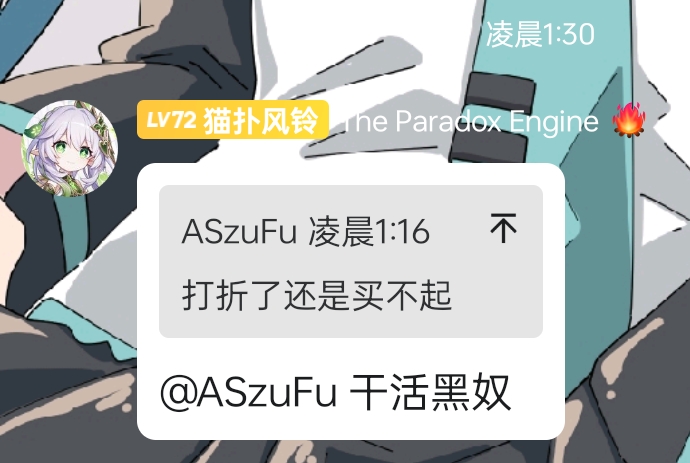 凌晨1:30
LV72 猫扑风铃 The Paradox Engine 🔥
ASzuFu 凌晨1:16
打折了还是买不起
@ASzuFu 干活黑奴